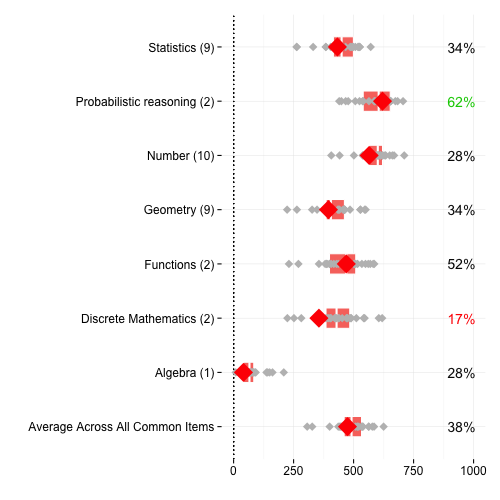 Statistics (9) 34%
Probabilistic reasoning (2) 62%
Number (10) 28%
Geometry (9) 34%
Functions (2) 52%
Discrete Mathematics (2) 17%
Algebra (1) 28%
Average Across All Common Items 38%
0 250 500 750 1000